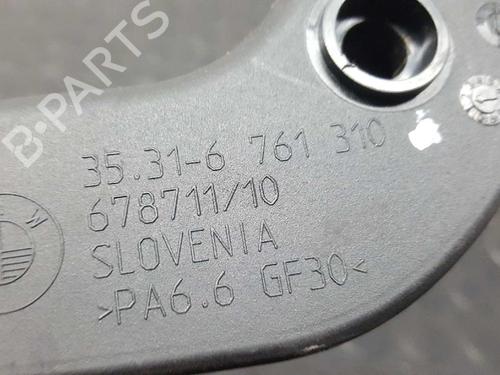 B-PARTS
35.31-6 761 310
678711/10
SLOVENIA
>PA6.6 GF30<